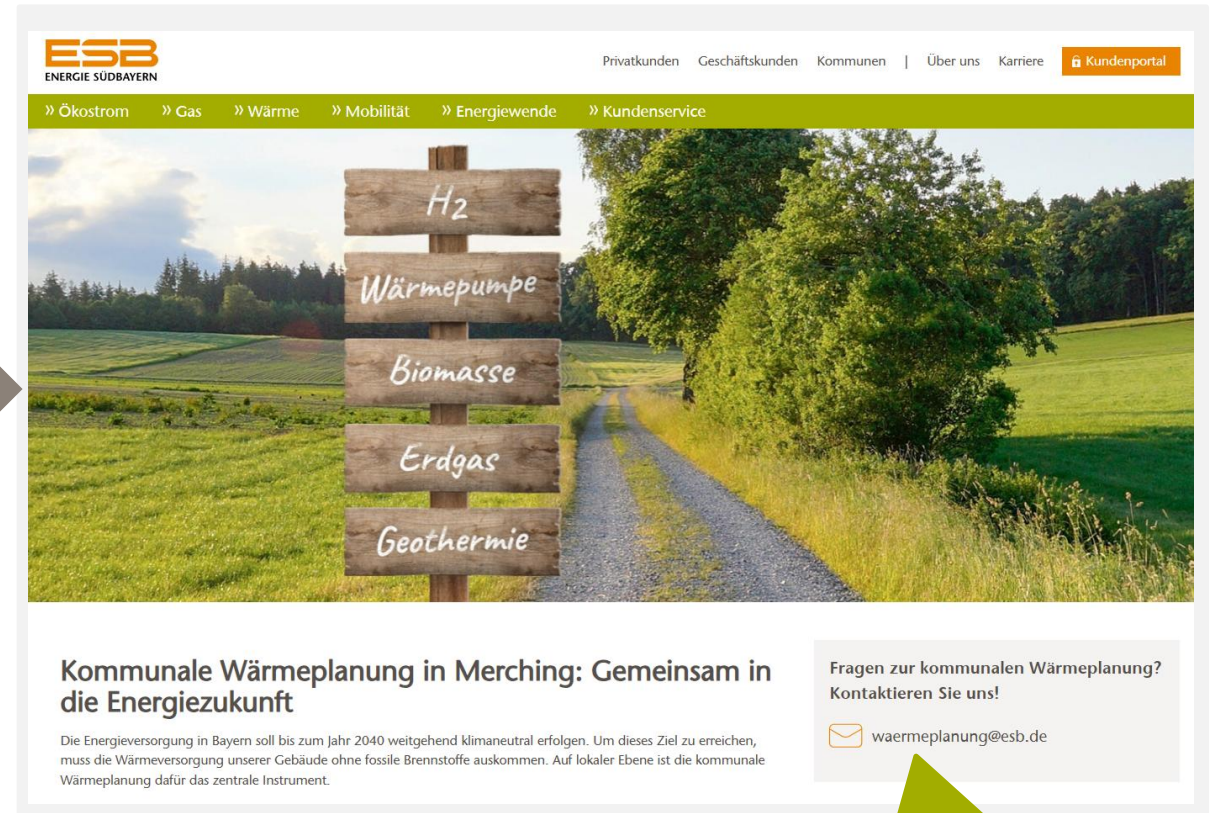 ESB
ENERGIE SÜDBAYERN
Privatkunden Geschäftskunden Kommunen | Über uns Karriere Kundenportal
» Ökostrom » Gas » Wärme » Mobilität » Energiewende » Kundenservice
H2
Wärmepumpe
Biomasse
Erdgas
Geothermie
Kommunale Wärmeplanung in Merching: Gemeinsam in
die Energiezukunft
Die Energieversorgung in Bayern soll bis zum Jahr 2040 weitgehend klimaneutral erfolgen. Um dieses Ziel zu erreichen,
muss die Wärmeversorgung unserer Gebäude ohne fossile Brennstoffe auskommen. Auf lokaler Ebene ist die kommunale
Wärmeplanung dafür das zentrale Instrument.
Fragen zur kommunalen Wärmeplanung?
Kontaktieren Sie uns!
waermeplanung@esb.de